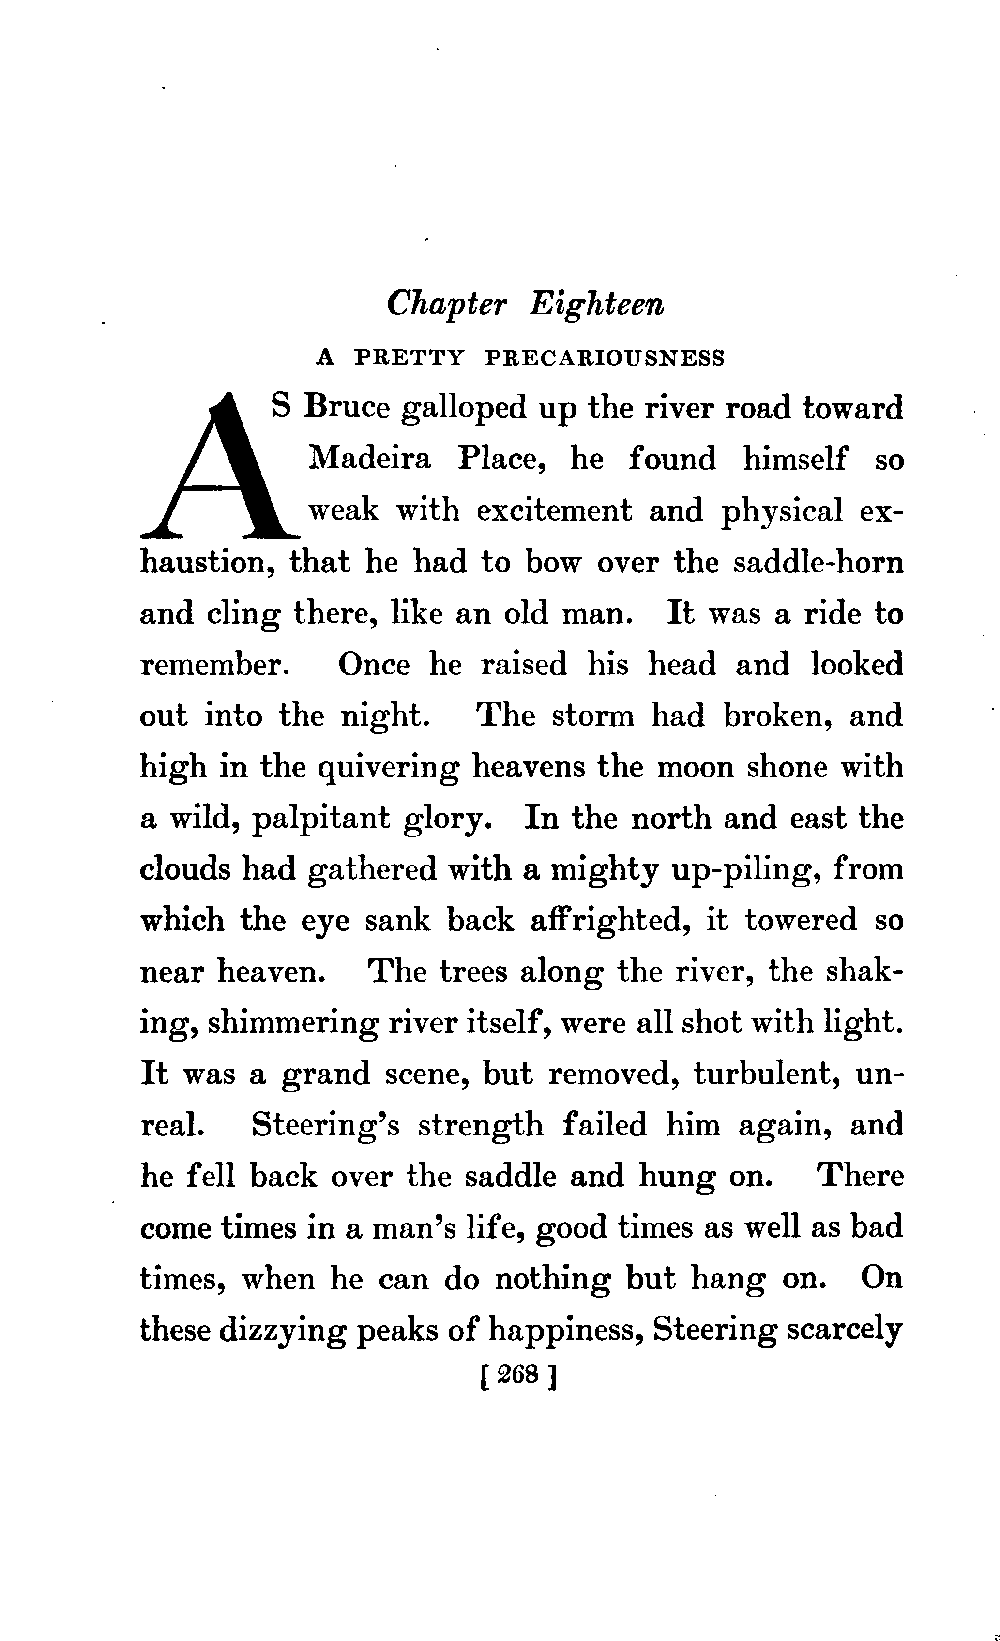 Chapter Eighteen
A PRETTY PRECARIOUSNESS
AS Bruce galloped up the river road toward
Madeira Place, he found himself so
weak with excitement and physical ex-
haustion, that he had to bow over the saddle-horn
and cling there, like an old man. It was a ride to
remember. Once he raised his head and looked
out into the night. The storm had broken, and
high in the quivering heavens the moon shone with
a wild, palpitant glory. In the north and east the
clouds had gathered with a mighty up-piling, from
which the eye sank back affrighted, it towered so
near heaven. The trees along the river, the shak-
ing, shimmering river itself, were all shot with light.
It was a grand scene, but removed, turbulent, un-
real. Steering's strength failed him again, and
he fell back over the saddle and hung on. There
come times in a man's life, good times as well as bad
times, when he can do nothing but hang on. On
these dizzying peaks of happiness, Steering scarcely
[ 268 ]